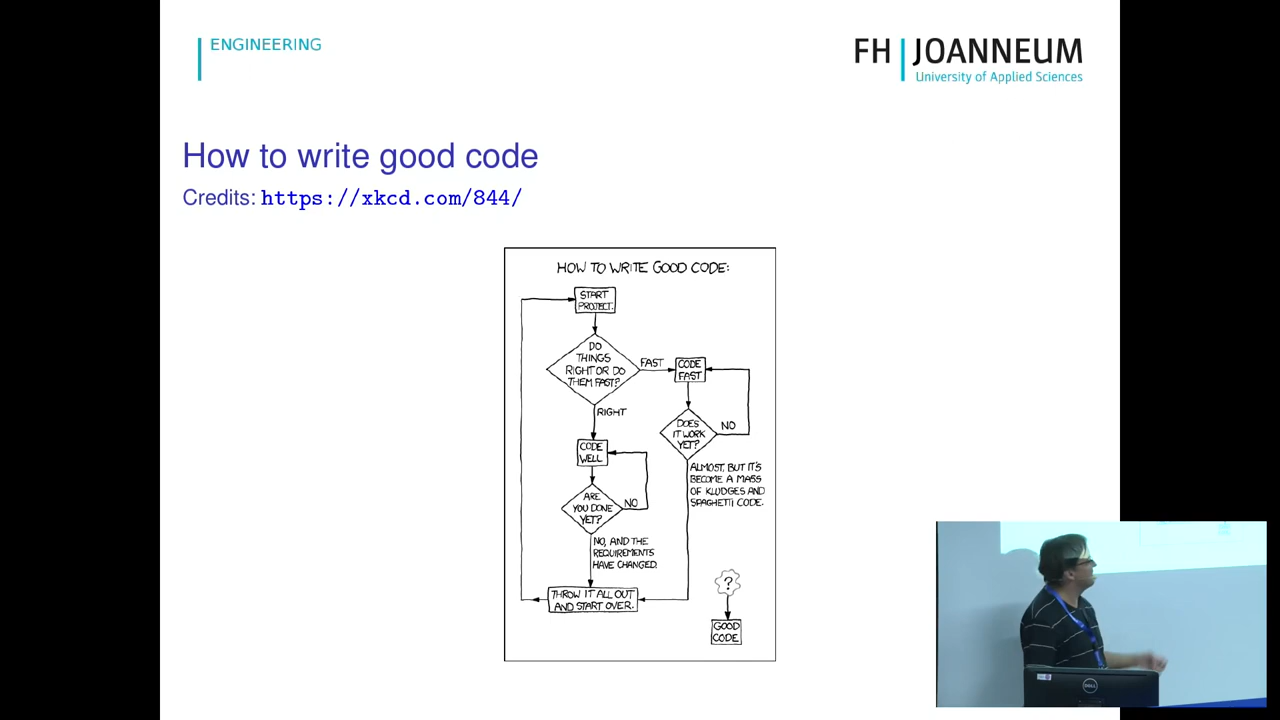 ENGINEERING
FH JOANNEUM
University of Applied Sciences
How to write good code
Credits: https://xkcd.com/844/
HOW TO WRITE GOOD CODE:
START
PROJECT.
DO
THINGS
RIGHT OR DO
THEM FAST?
FAST
CODE
FAST
RIGHT
DOES
IT WORK
YET?
NO
CODE
WELL
ARE
YOU DONE
YET?
NO
ALMOST, BUT IT'S
BECOME A MASS
OF KLUDGES AND
SPAGHETTI CODE.
NO, AND THE
REQUIREMENTS
HAVE CHANGED.
THROW IT ALL OUT
AND START OVER.
?
GOOD
CODE
DELL